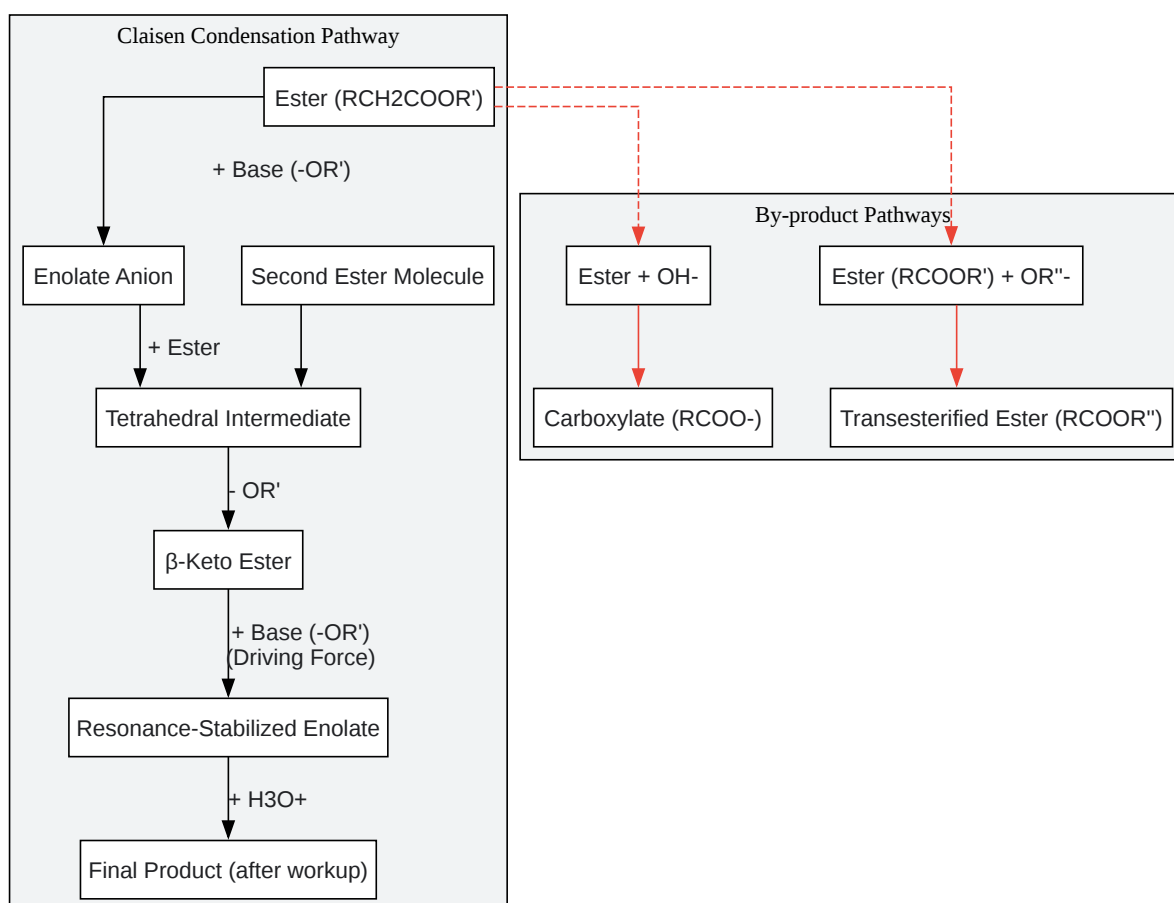 Claisen Condensation Pathway
Ester (RCH2COOR')
+ Base (-OR')
By-product Pathways
Enolate Anion
Second Ester Molecule
Ester + OH-
Ester (RCOOR') + OR"-
+ Ester
Tetrahedral Intermediate
Carboxylate (RCOO-)
Transesterified Ester (RCOOR")
- OR'
β-Keto Ester
+ Base (-OR')
(Driving Force)
Resonance-Stabilized Enolate
+ H3O+
Final Product (after workup)